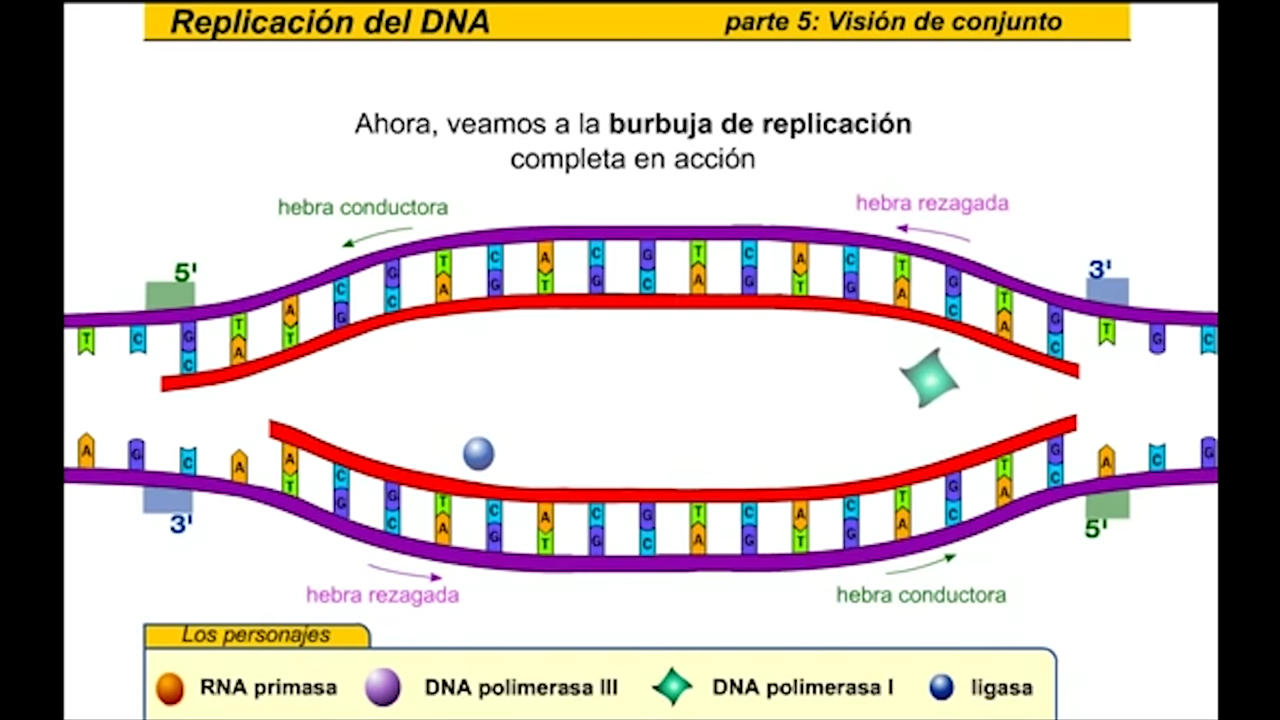 Replicación del DNA
parte 5: Visión de conjunto
Ahora, veamos a la burbuja de replicación
completa en acción
hebra conductora
hebra rezagada
5'
3'
A T C G T A C G T C A C T G T G
T C G T A T G C
C A T G C A G T G C A G T G A C A C
A G C A A C G T C A C G T C A C G T G A C G
T G C A G T G C A G T G A C A C
3'
5'
hebra rezagada
hebra conductora
Los personajes
RNA primasa
DNA polimerasa III
DNA polimerasa I
ligasa